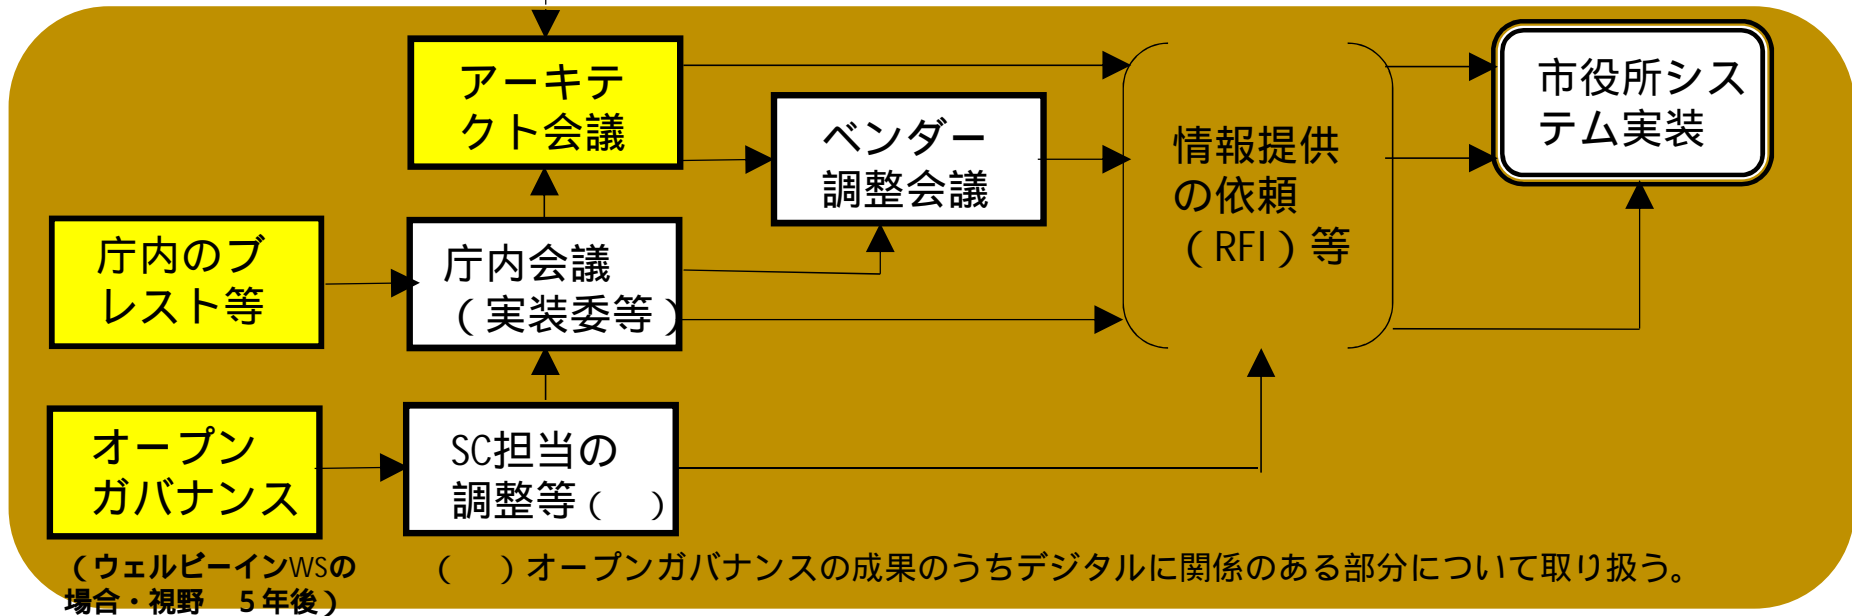 アーキテ
クト会議
ベンダー
調整会議
情報提供
の依頼
（RFI）等
市役所シス
テム実装
庁内のブ
レスト等
庁内会議
（実装委等）
オープン
ガバナンス
SC担当の
調整等（　）
（ウェルビーインWSの
場合・視野　５年後）
（　）オープンガバナンスの成果のうちデジタルに関係のある部分について取り扱う。